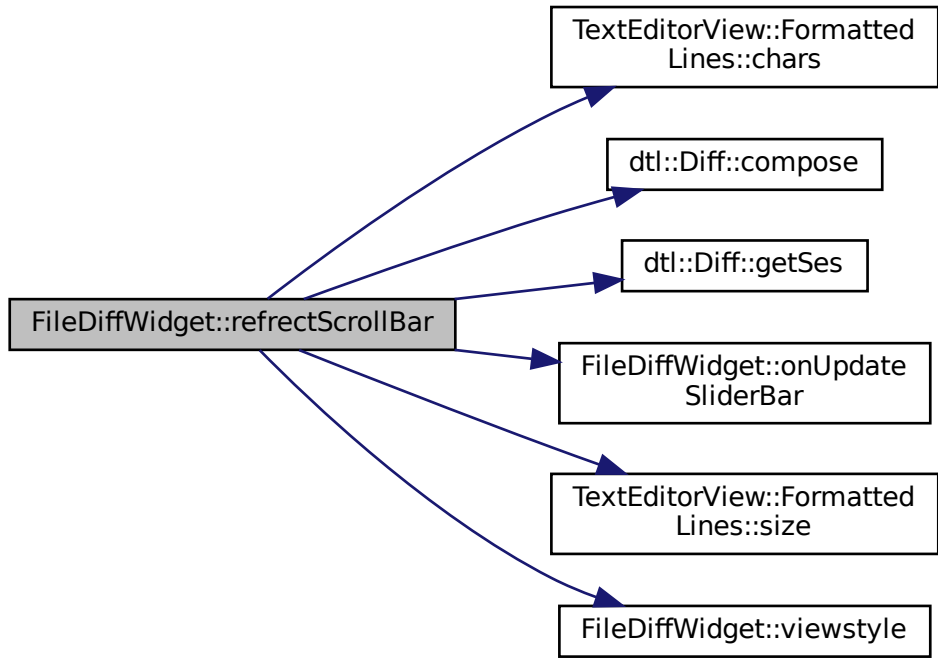 TextEditorView::Formatted
Lines::chars
dtl::Diff::compose
dtl::Diff::getSes
FileDiffWidget::refrectScrollBar
FileDiffWidget::onUpdate
SliderBar
TextEditorView::Formatted
Lines::size
FileDiffWidget::viewstyle